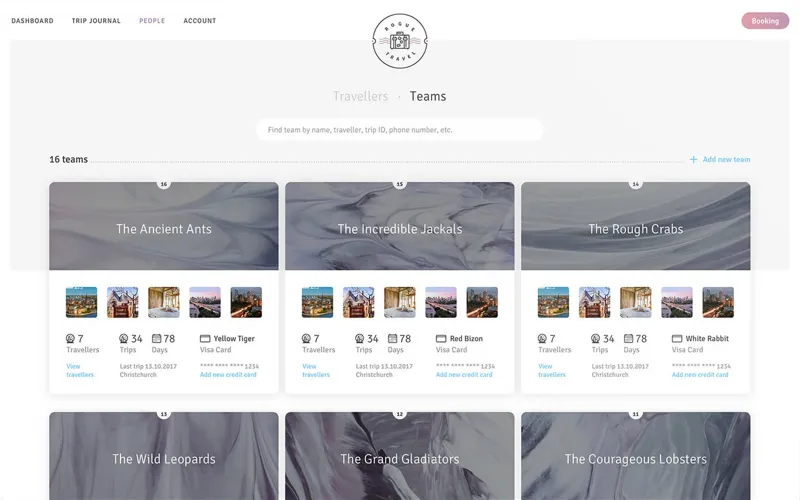 DASHBOARD TRIP JOURNAL PEOPLE ACCOUNT
ROGUE
TRAVEL
Booking
Travellers · Teams
Find team by name, traveller, trip ID, phone number, etc.
16 teams
+ Add new team
16
The Ancient Ants
7 34 78 Yellow Tiger
Travellers Trips Days Visa Card
View travellers
Last trip 13.10.2017
Christchurch
**** **** **** 1234
Add new credit card
15
The Incredible Jackals
7 34 78 Red Bizon
Travellers Trips Days Visa Card
View travellers
Last trip 13.10.2017
Christchurch
**** **** **** 1234
Add new credit card
14
The Rough Crabs
7 34 78 White Rabbit
Travellers Trips Days Visa Card
View travellers
Last trip 13.10.2017
Christchurch
**** **** **** 1234
Add new credit card
13
The Wild Leopards
12
The Grand Gladiators
11
The Courageous Lobsters